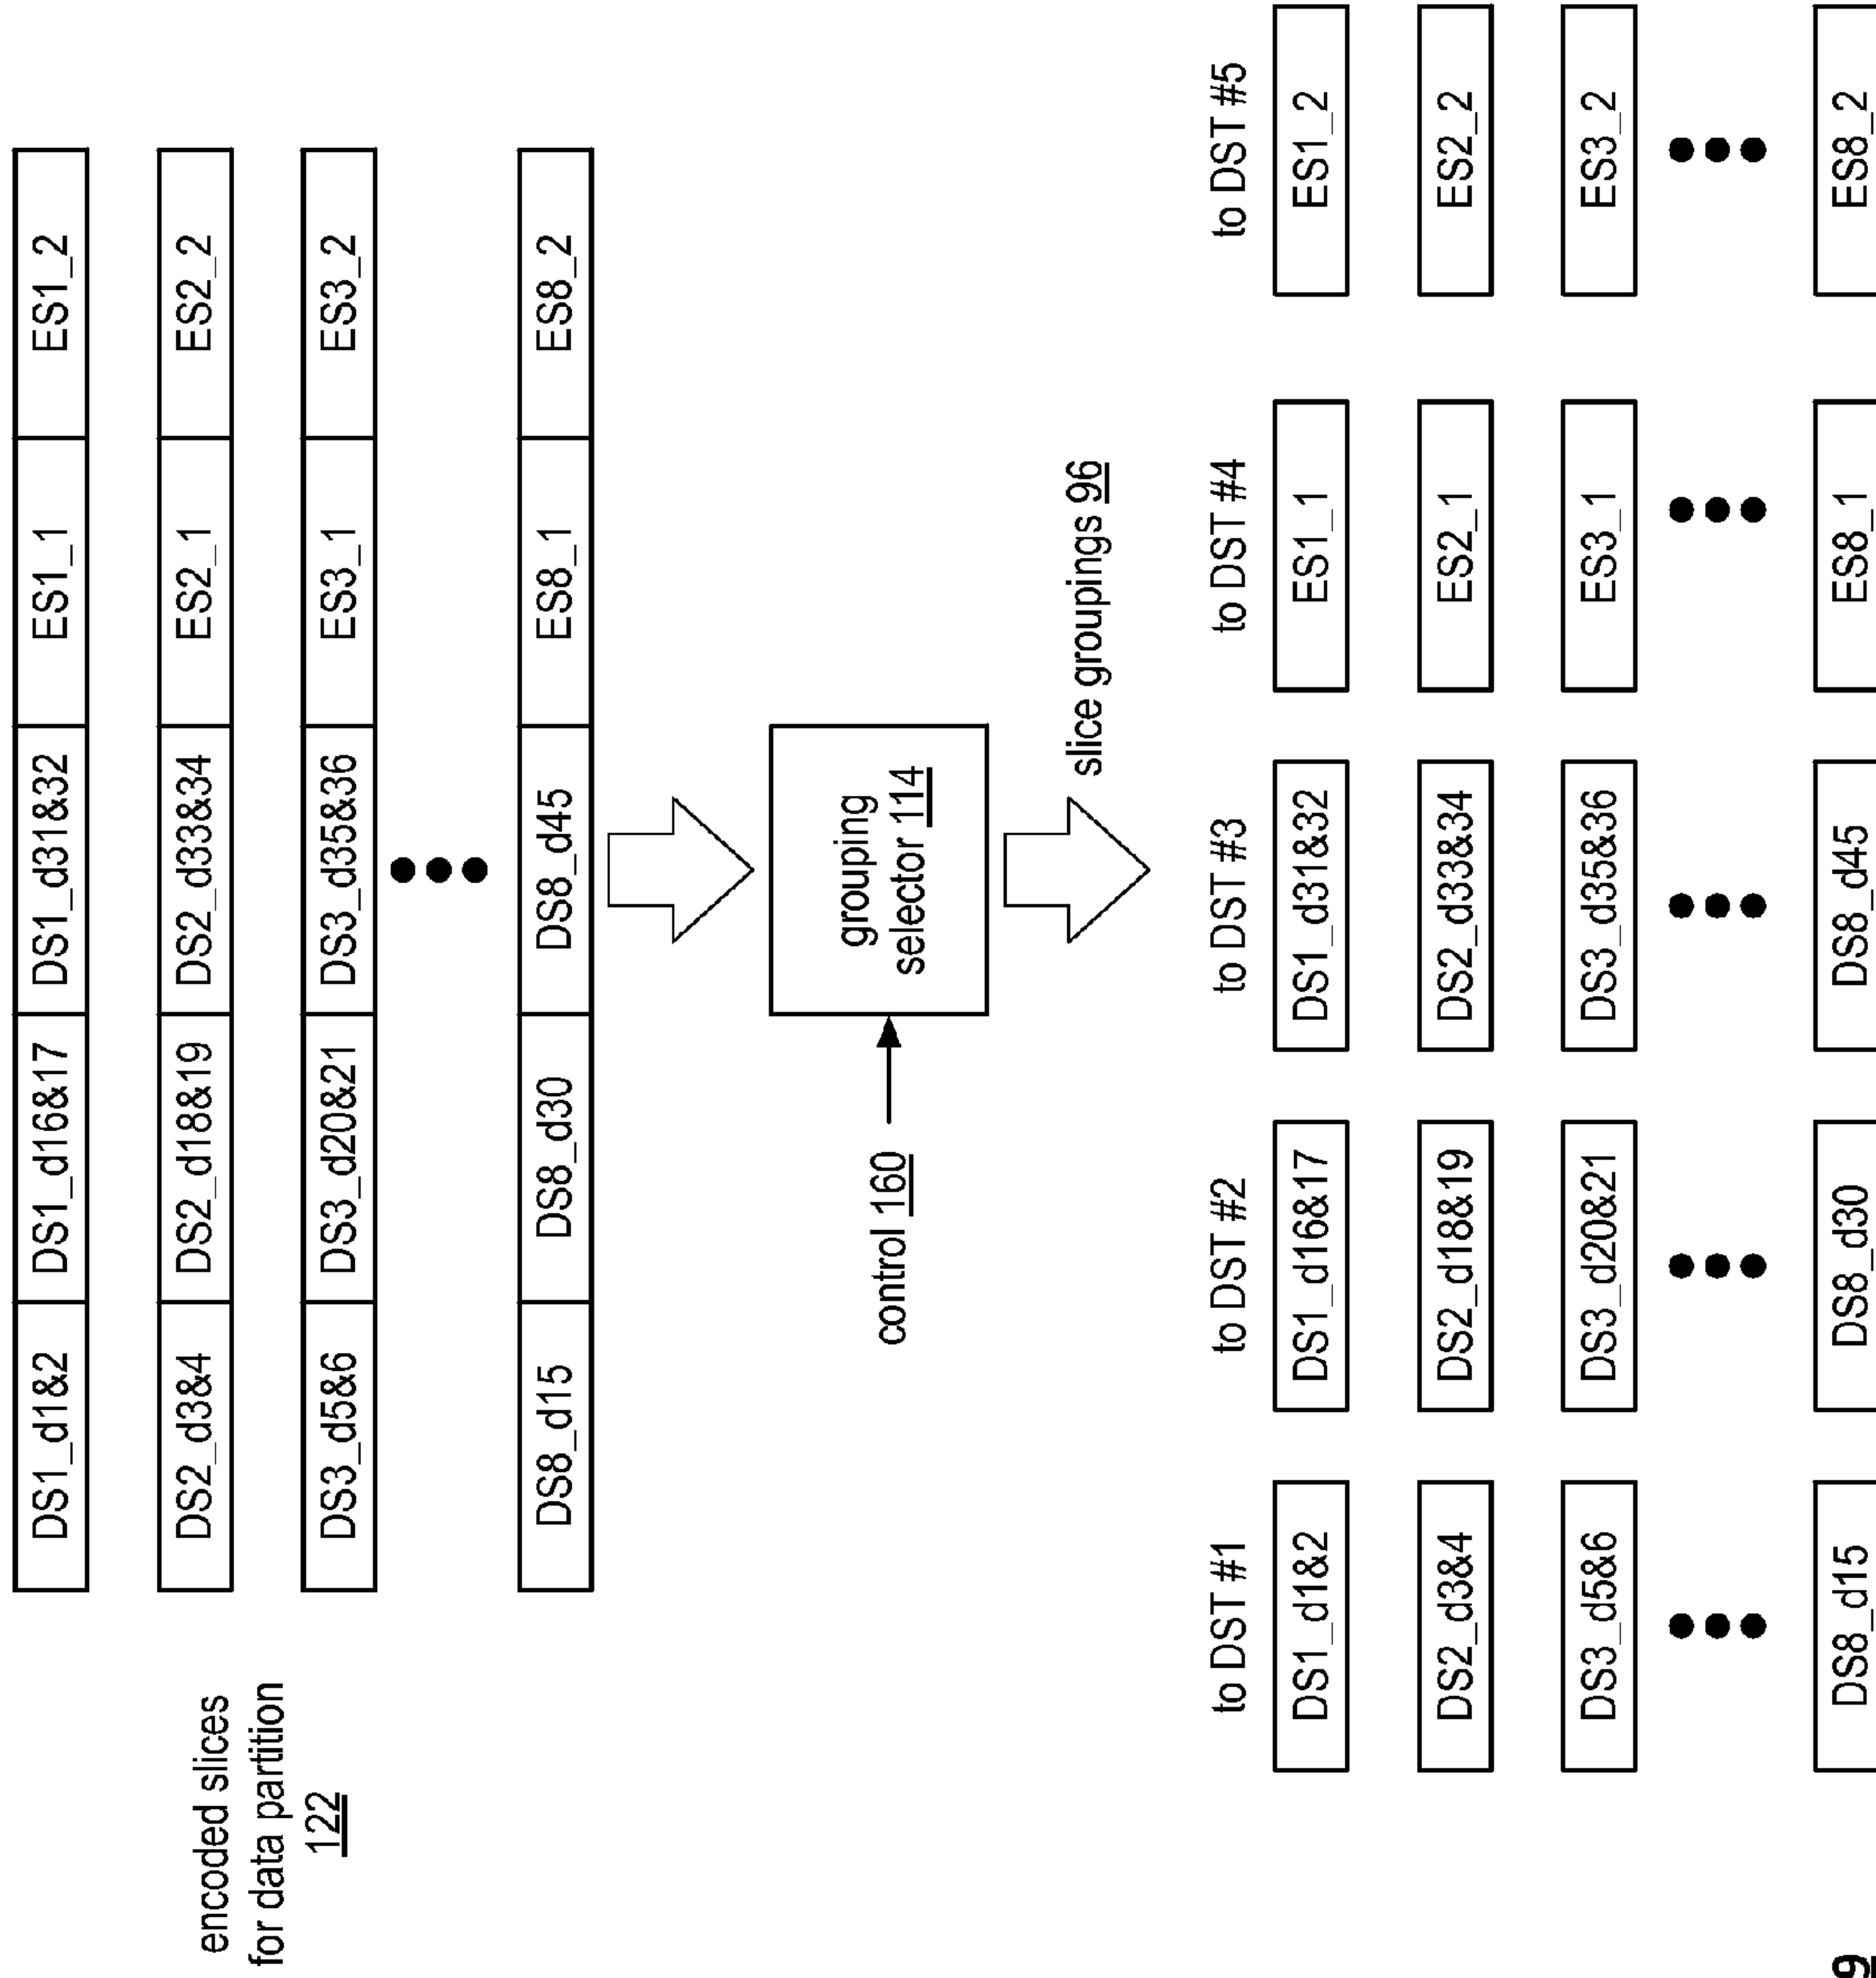 encoded slices
for data partition
122
DS1_d1&2 DS1_d16&17 DS1_d31&32 ES1_1 ES1_2
DS2_d3&4 DS2_d18&19 DS2_d33&34 ES2_1 ES2_2
DS3_d5&6 DS3_d20&21 DS3_d35&36 ES3_1 ES3_2
DS8_d15 DS8_d30 DS8_d45 ES8_1 ES8_2
control 160
grouping
selector 114
slice groupings 96
to DST #1 to DST #2 to DST #3 to DST #4 to DST #5
DS1_d1&2 DS1_d16&17 DS1_d31&32 ES1_1 ES1_2
DS2_d3&4 DS2_d18&19 DS2_d33&34 ES2_1 ES2_2
DS3_d5&6 DS3_d20&21 DS3_d35&36 ES3_1 ES3_2
DS8_d15 DS8_d30 DS8_d45 ES8_1 ES8_2